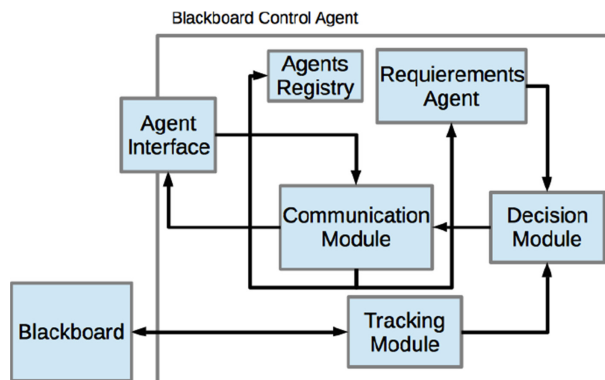 Blackboard Control Agent
Agents
Registry
Requierements
Agent
Agent
Interface
Communication
Module
Decision
Module
Blackboard
Tracking
Module